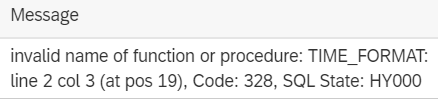 Message
invalid name of function or procedure: TIME_FORMAT:
line 2 col 3 (at pos 19), Code: 328, SQL State: HY000